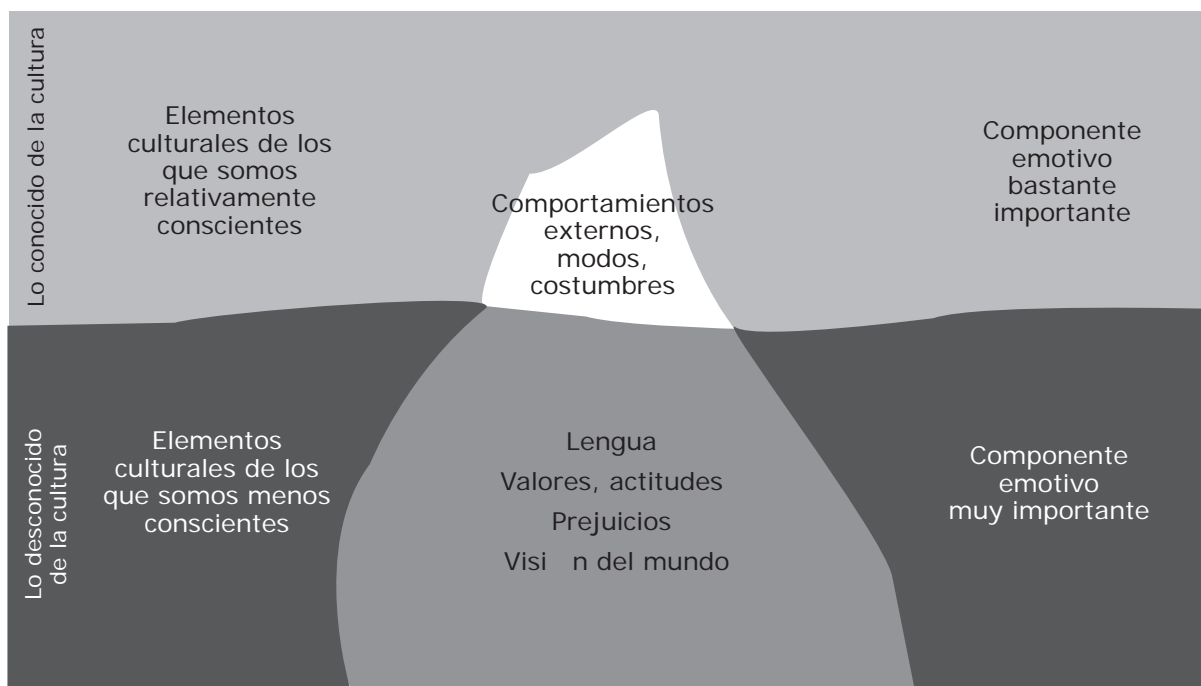 Lo conocido de la cultura
Elementos
culturales de los
que somos
relativamente
conscientes
Comportamientos
externos,
modos,
costumbres
Componente
emotivo
bastante
importante
Lo desconocido
de la cultura
Elementos
culturales de los
que somos menos
conscientes
Lengua
Valores, actitudes
Prejuicios
Visi n del mundo
Componente
emotivo
muy importante